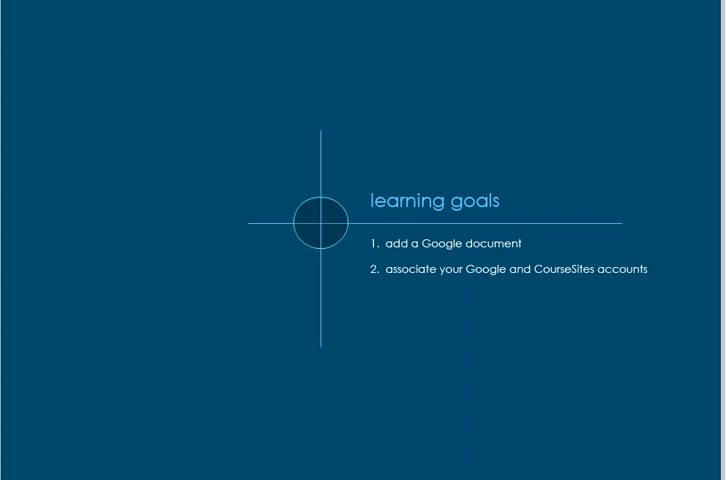 learning goals
1. add a Google document
2. associate your Google and CourseSites accounts